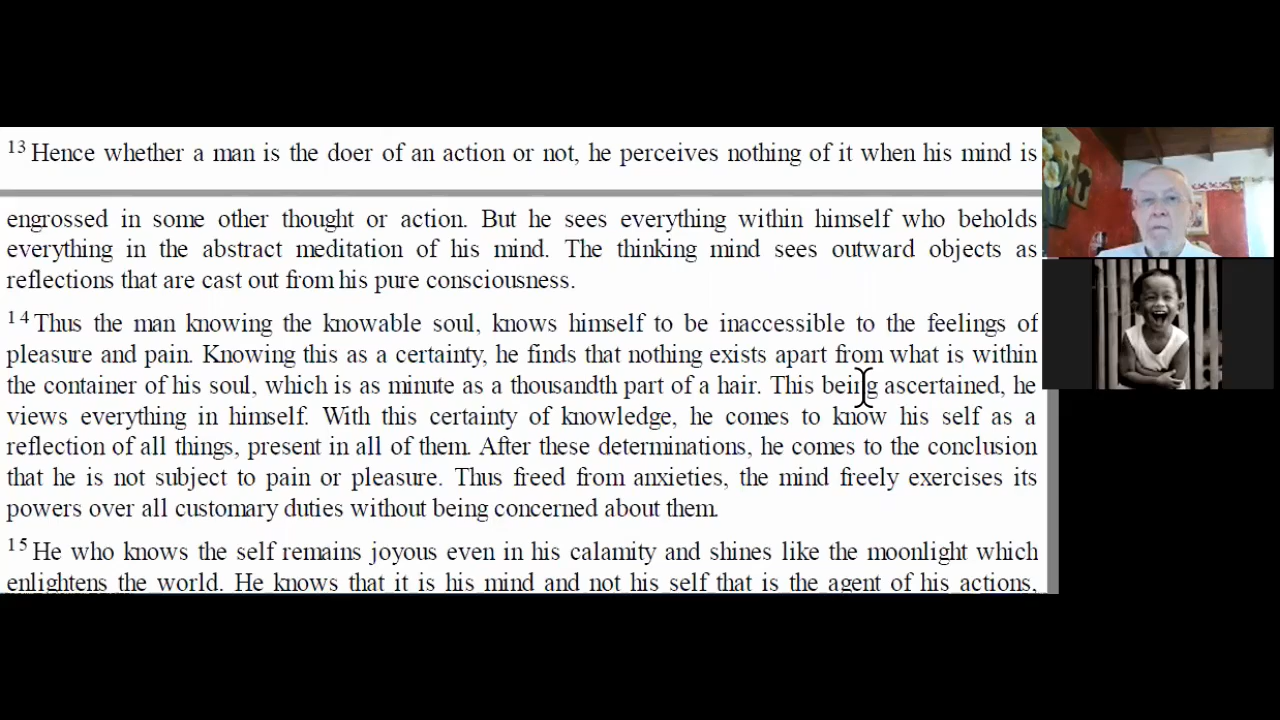 13 Hence whether a man is the doer of an action or not, he perceives nothing of it when his mind is
engrossed in some other thought or action. But he sees everything within himself who beholds
everything in the abstract meditation of his mind. The thinking mind sees outward objects as
reflections that are cast out from his pure consciousness.
14 Thus the man knowing the knowable soul, knows himself to be inaccessible to the feelings of
pleasure and pain. Knowing this as a certainty, he finds that nothing exists apart from what is within
the container of his soul, which is as minute as a thousandth part of a hair. This being ascertained, he
views everything in himself. With this certainty of knowledge, he comes to know his self as a
reflection of all things, present in all of them. After these determinations, he comes to the conclusion
that he is not subject to pain or pleasure. Thus freed from anxieties, the mind freely exercises its
powers over all customary duties without being concerned about them.
15 He who knows the self remains joyous even in his calamity and shines like the moonlight which
enlightens the world. He knows that it is his mind and not his self that is the agent of his actions,